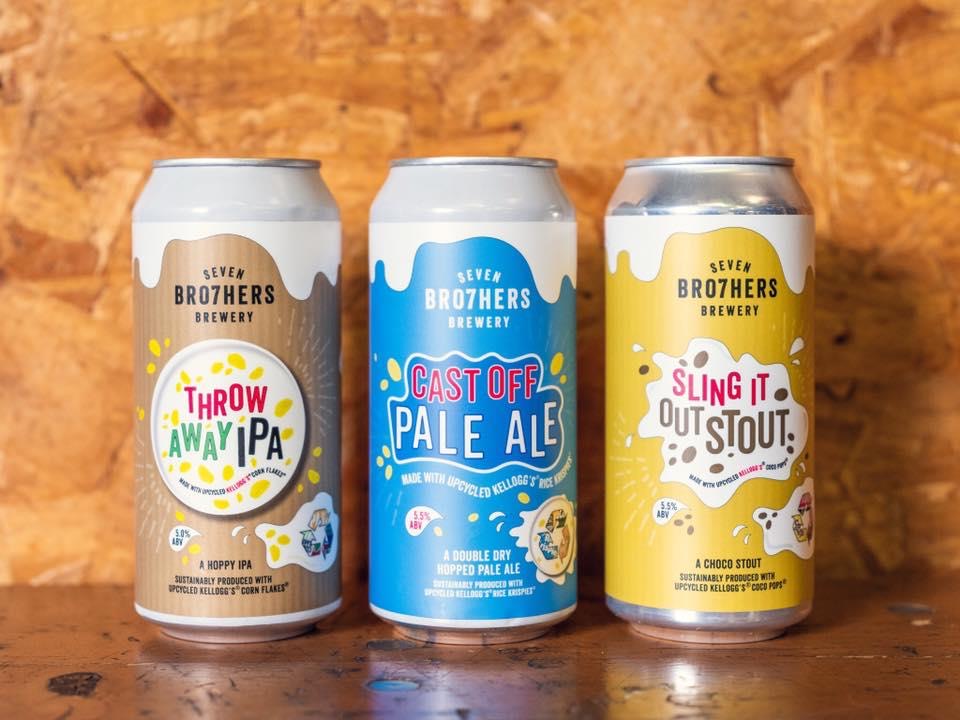 SEVEN
BRO7HERS
BREWERY
THROW
AWAY IPA
MADE WITH UPCYCLED KELLOGG'S® CORN FLAKES®
5.0%
ABV
A HOPPY IPA
SUSTAINABLY PRODUCED WITH
UPCYCLED KELLOGG'S® CORN FLAKES®
SEVEN
BRO7HERS
BREWERY
CAST OFF
PALE ALE
MADE WITH UPCYCLED KELLOGG'S® RICE KRISPIES®
5.5%
ABV
A DOUBLE DRY
HOPPED PALE ALE
SUSTAINABLY PRODUCED WITH
UPCYCLED KELLOGG'S® RICE KRISPIES®
SEVEN
BRO7HERS
BREWERY
SLING IT
OUT STOUT
MADE WITH UPCYCLED KELLOGG'S® COCO POPS®
5.5%
ABV
A CHOCO STOUT
SUSTAINABLY PRODUCED WITH
UPCYCLED KELLOGG'S® COCO POPS®